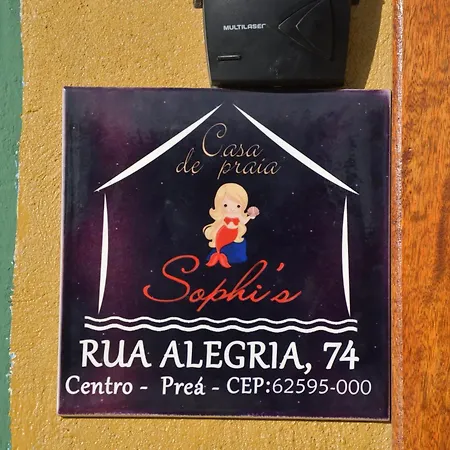 MULTILASER
Casa
de praia
Sophi's
RUA ALEGRIA, 74
Centro - Preá - CEP:62595-000